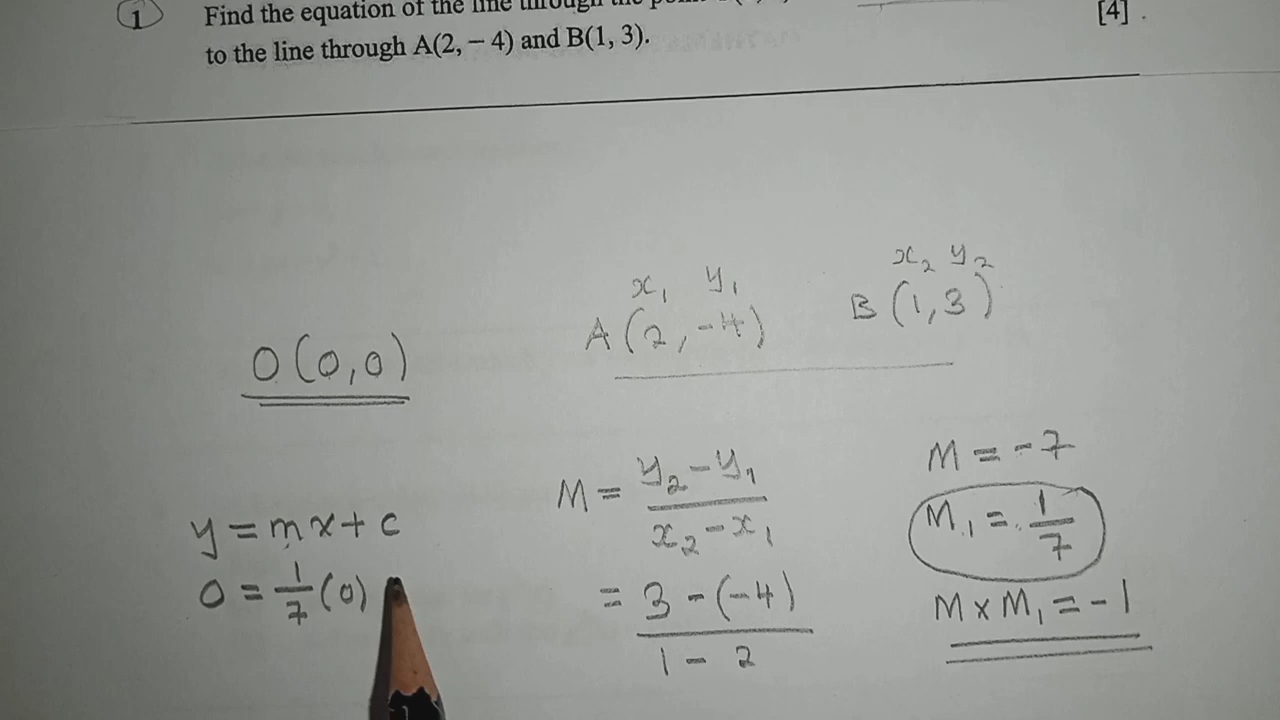 1 Find the equation of the line through the
[4]
to the line through A(2, – 4) and B(1, 3).
x₁ y₁
x₂ y₂
A (2, -4)
B (1, 3)
O (0,0)
M = -7
M = y₂ - y₁ / x₂ - x₁
M₁ = 1/7
y = mx + c
0 = 1/7 (0)
= 3 - (-4) / 1 - 2
M × M₁ = -1